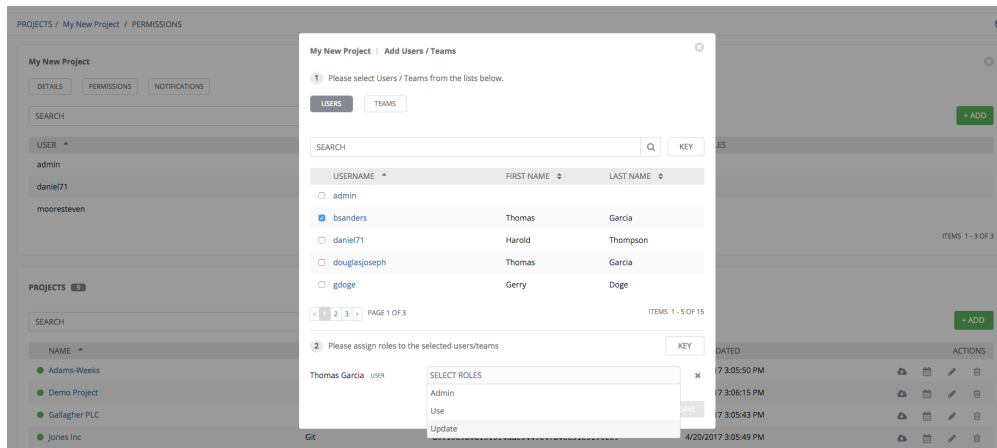 PROJECTS / My New Project / PERMISSIONS
My New Project
DETAILS PERMISSIONS NOTIFICATIONS
SEARCH
+ ADD
USER
admin
daniel71
mooresteven
ITEMS 1 - 3 OF 3
PROJECTS 9
SEARCH
+ ADD
NAME
ACTIONS
Adams-Weeks 7 3:05:50 PM
Demo Project 7 3:06:15 PM
Gallagher PLC 7 3:05:43 PM
Jones Inc Git 4/20/2017 3:05:49 PM
My New Project | Add Users / Teams
1 Please select Users / Teams from the lists below.
USERS TEAMS
SEARCH KEY
USERNAME FIRST NAME LAST NAME
admin
bsanders Thomas Garcia
daniel71 Harold Thompson
douglasjoseph Thomas Garcia
gdoge Gerry Doge
1 2 3 PAGE 1 OF 3 ITEMS 1 - 5 OF 15
2 Please assign roles to the selected users/teams KEY
Thomas Garcia USER SELECT ROLES
Admin
Use
Update